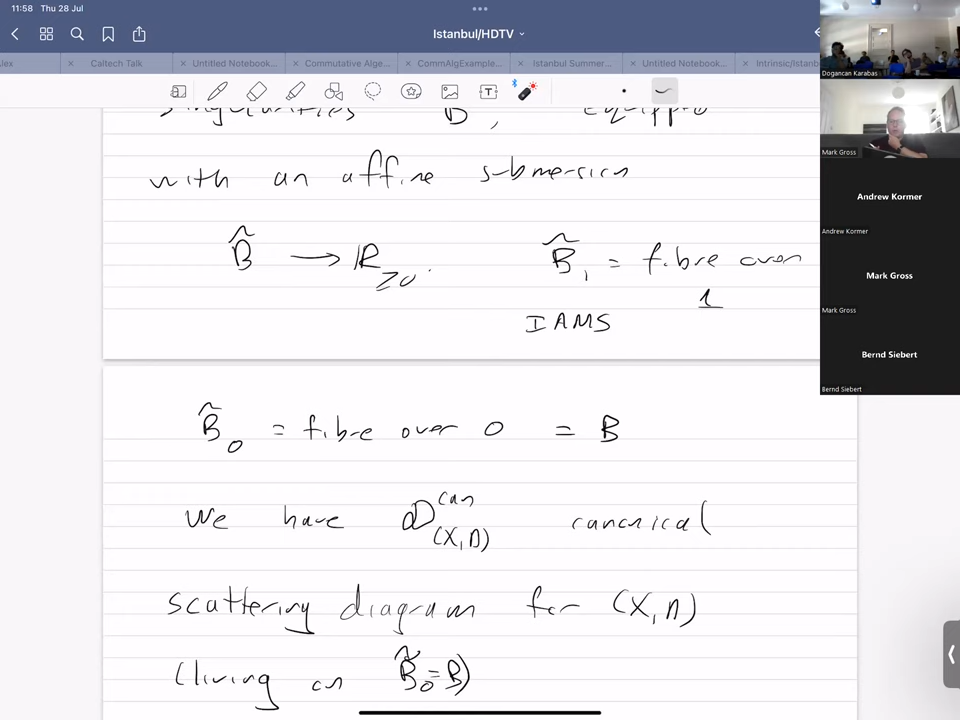 11:58 Thu 28 Jul
Istanbul/HDTV
lex
Caltech Talk
Untitled Notebook...
Commutative Alge...
CommAlgExample...
Istanbul Summer...
Untitled Notebook...
Intrinsic/Istanb
singularities B̃, equipped
with an affine submersion
B̃ → ℝ≥0. B̃₁ = fibre over
1
IAMS
B̃₀ = fibre over 0 = B
We have 𝔇^can_(X,D) canonical
scattering diagram for (X,D)
(living on B̃₀=B)
Dogancan Karabas
Mark Gross
Andrew Kormer
Andrew Kormer
Mark Gross
Mark Gross
Bernd Siebert
Bernd Siebert